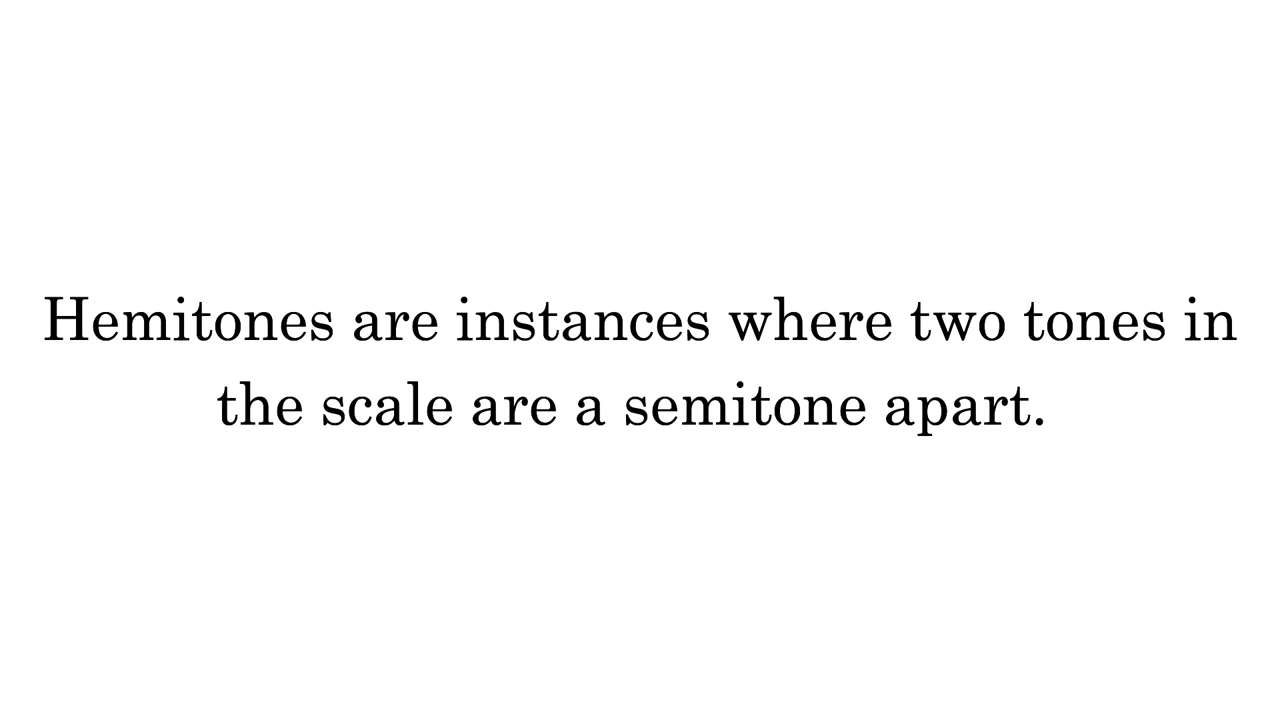 Hemitones are instances where two tones in
the scale are a semitone apart.